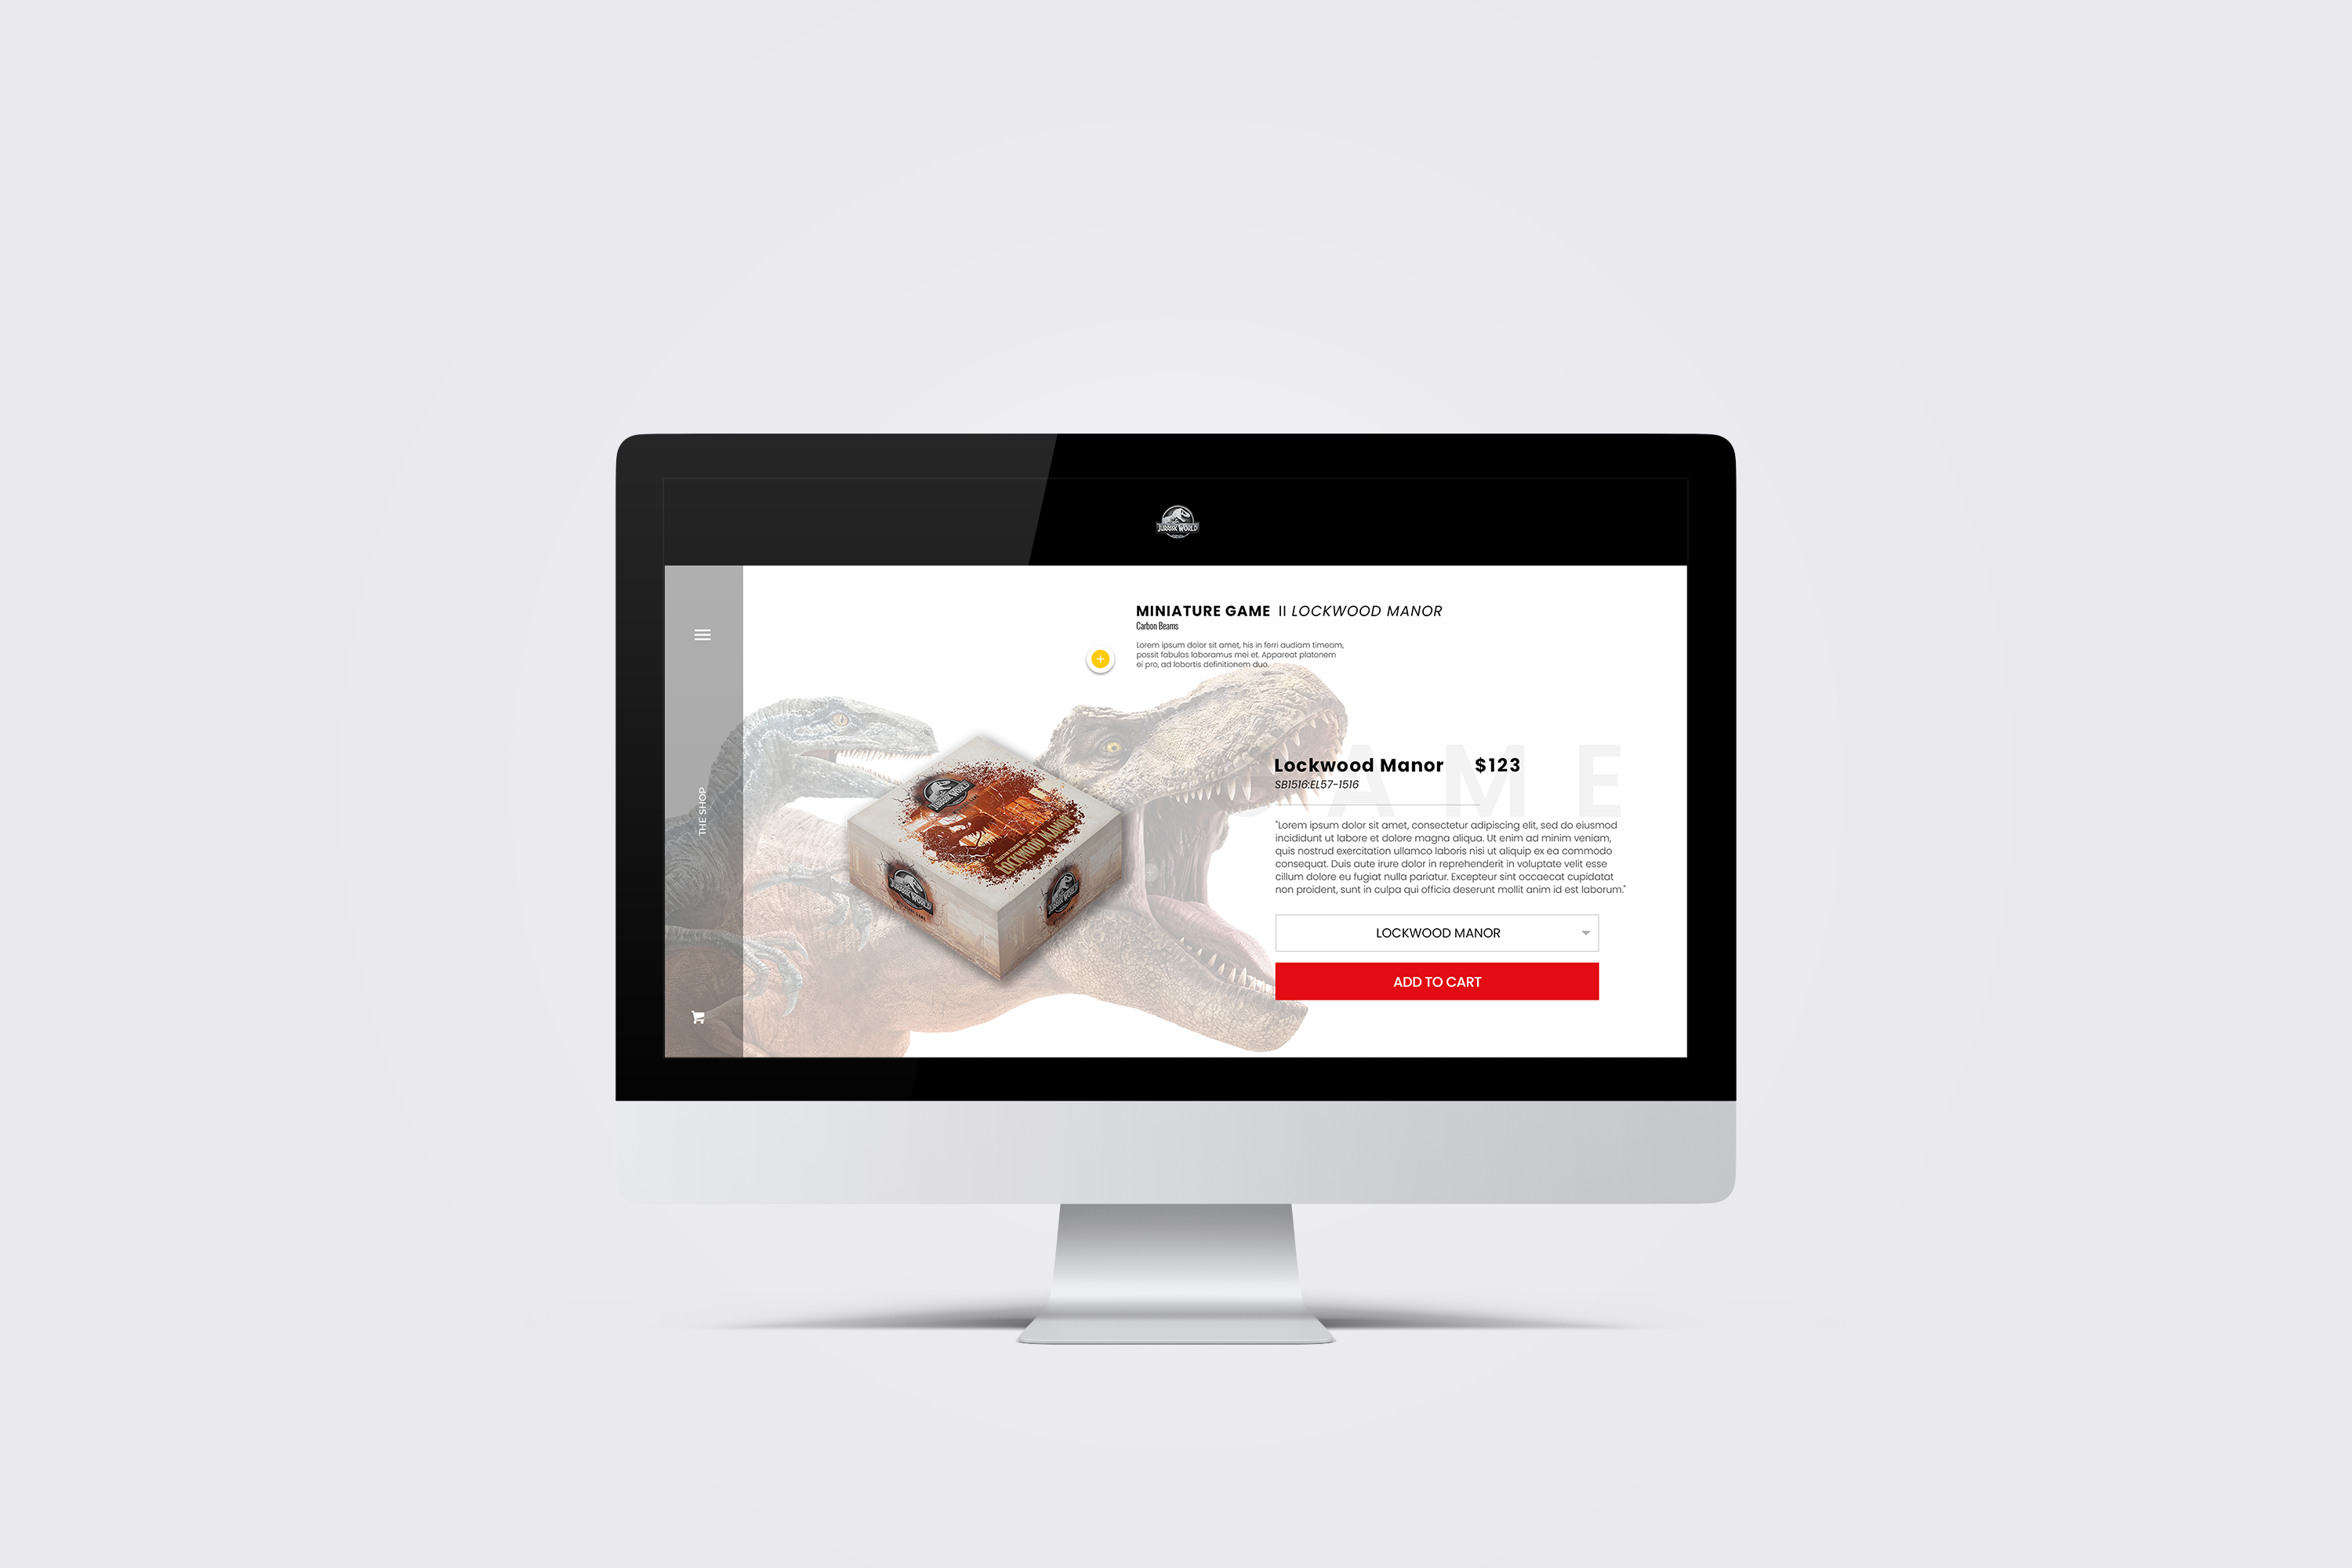 JURASSIC WORLD
MINIATURE GAME II LOCKWOOD MANOR
Carbon Beams
Lorem ipsum dolor sit amet, his in ferri audiam timeam,
possit fabulas laboramus mei et. Appareat platonem
ei pro, ad lobortis definitionem duo.
THE SHOP
JURASSIC WORLD
LOCKWOOD MANOR
JURASSIC WORLD
JURASSIC WORLD
GAME
Lockwood Manor $123
SB1516:EL57-1516
"Lorem ipsum dolor sit amet, consectetur adipiscing elit, sed do eiusmod
incididunt ut labore et dolore magna aliqua. Ut enim ad minim veniam,
quis nostrud exercitation ullamco laboris nisi ut aliquip ex ea commodo
consequat. Duis aute irure dolor in reprehenderit in voluptate velit esse
cillum dolore eu fugiat nulla pariatur. Excepteur sint occaecat cupidatat
non proident, sunt in culpa qui officia deserunt mollit anim id est laborum."
LOCKWOOD MANOR
ADD TO CART